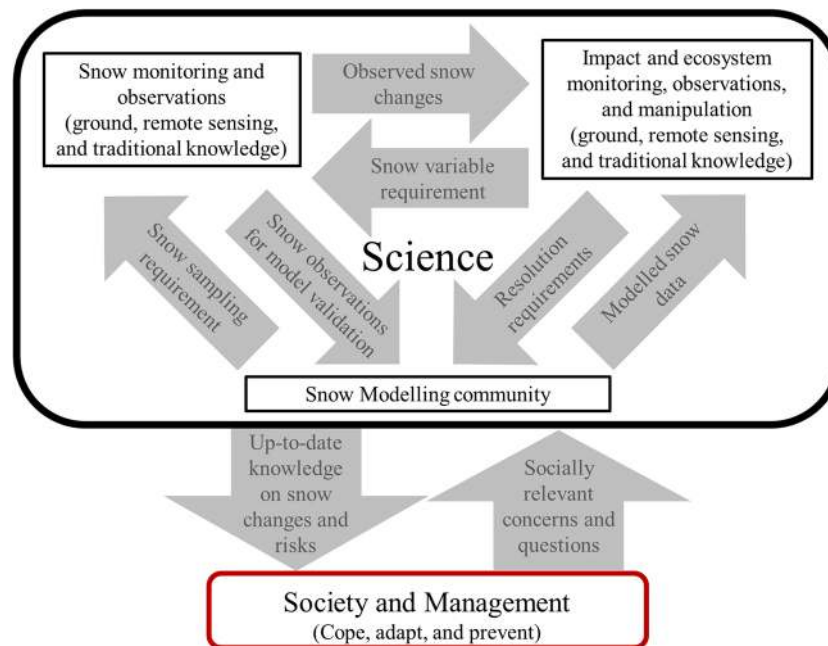 Snow monitoring and
observations
(ground, remote sensing,
and traditional knowledge)
Observed snow
changes
Impact and ecosystem
monitoring, observations,
and manipulation
(ground, remote sensing,
and traditional knowledge)
Snow variable
requirement
Snow sampling
requirement
Snow observations
for model validation
Science
Resolution
requirements
Modelled snow
data
Snow Modelling community
Up-to-date
knowledge
on snow
changes and
risks
Socially
relevant
concerns and
questions
Society and Management
(Cope, adapt, and prevent)